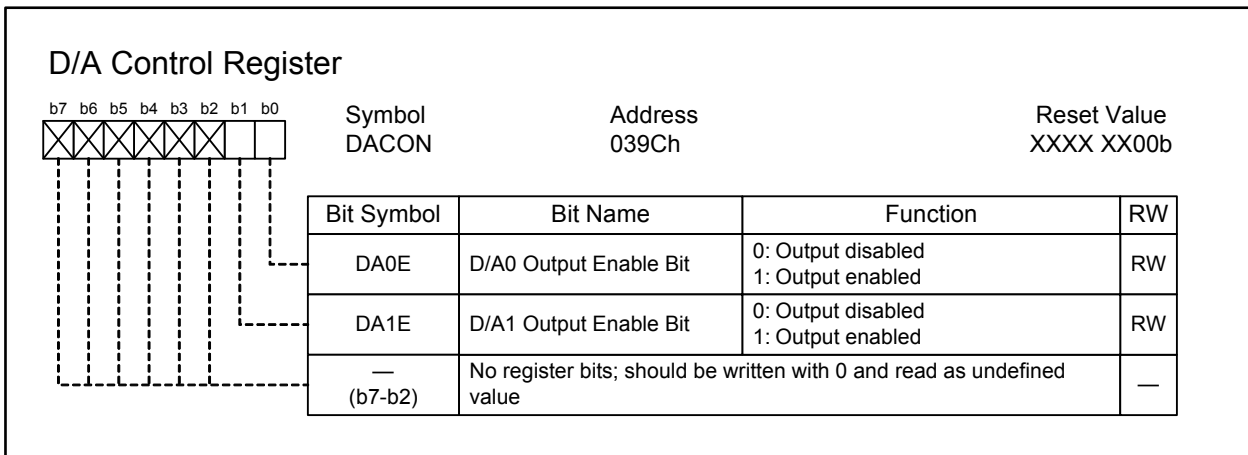 D/A Control Register
b7 b6 b5 b4 b3 b2 b1 b0
Symbol Address Reset Value
DACON 039Ch XXXX XX00b
Bit Symbol Bit Name Function RW
DA0E D/A0 Output Enable Bit 0: Output disabled
1: Output enabled RW
DA1E D/A1 Output Enable Bit 0: Output disabled
1: Output enabled RW
—
(b7-b2) No register bits; should be written with 0 and read as undefined
value —